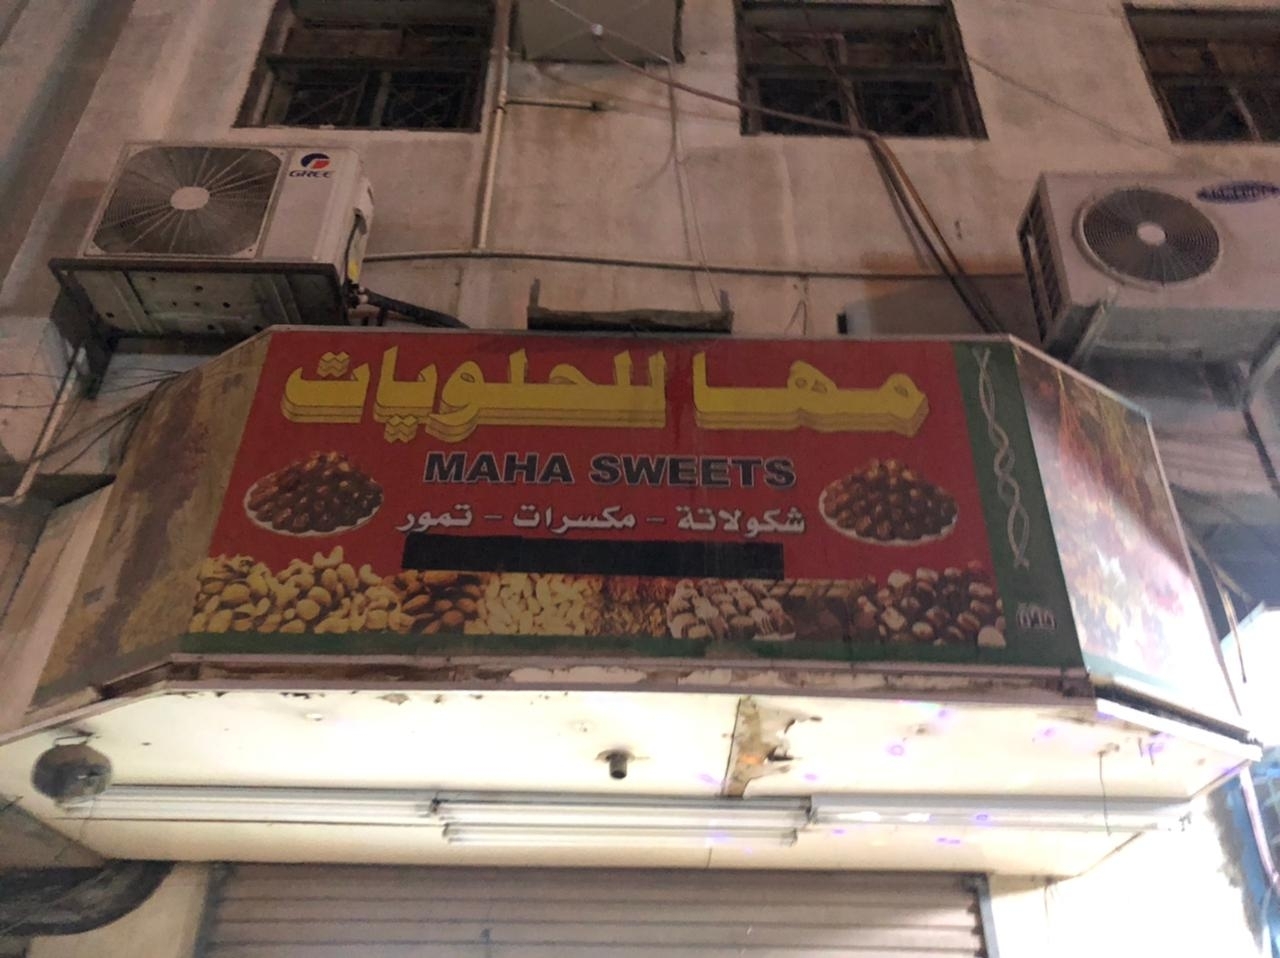 GREE
مها للحلويات
MAHA SWEETS
شكولاتة - مكسرات - تمور